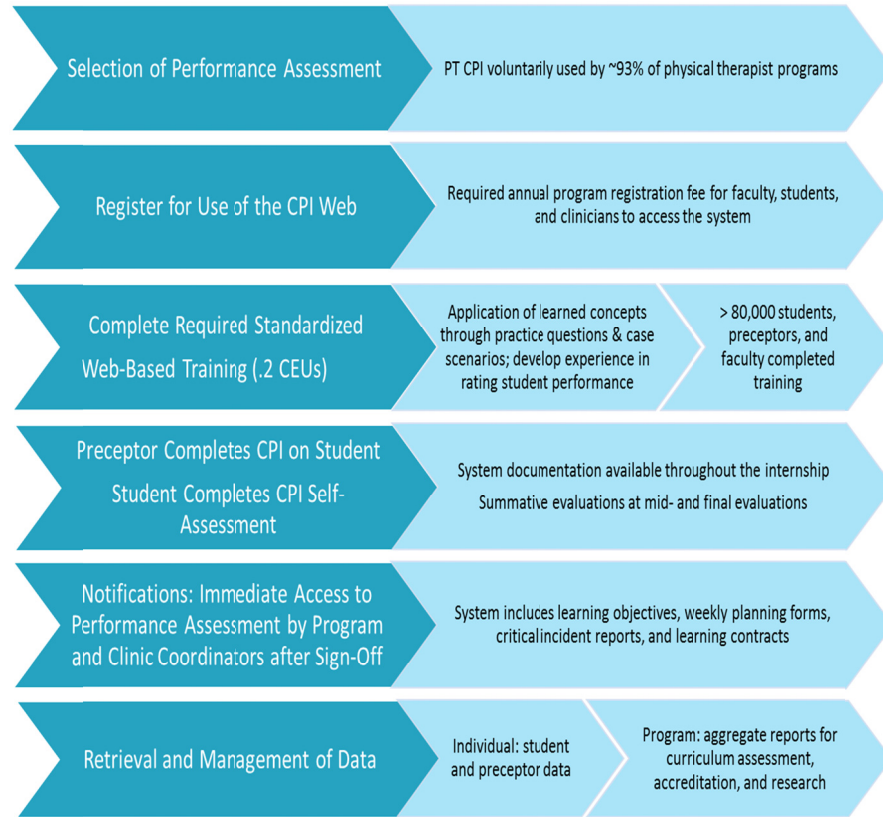 Selection of Performance Assessment
PT CPI voluntarily used by ~93% of physical therapist programs
Register for Use of the CPI Web
Required annual program registration fee for faculty, students,
and clinicians to access the system
Complete Required Standardized
Web-Based Training (.2 CEUs)
Application of learned concepts
through practice questions & case
scenarios; develop experience in
rating student performance
> 80,000 students,
preceptors, and
faculty completed
training
Preceptor Completes CPI on Student
Student Completes CPI Self-
Assessment
System documentation available throughout the internship
Summative evaluations at mid- and final evaluations
Notifications: Immediate Access to
Performance Assessment by Program
and Clinic Coordinators after Sign-Off
System includes learning objectives, weekly planning forms,
criticalincident reports, and learning contracts
Retrieval and Management of Data
Individual: student
and preceptor data
Program: aggregate reports for
curriculum assessment,
accreditation, and research